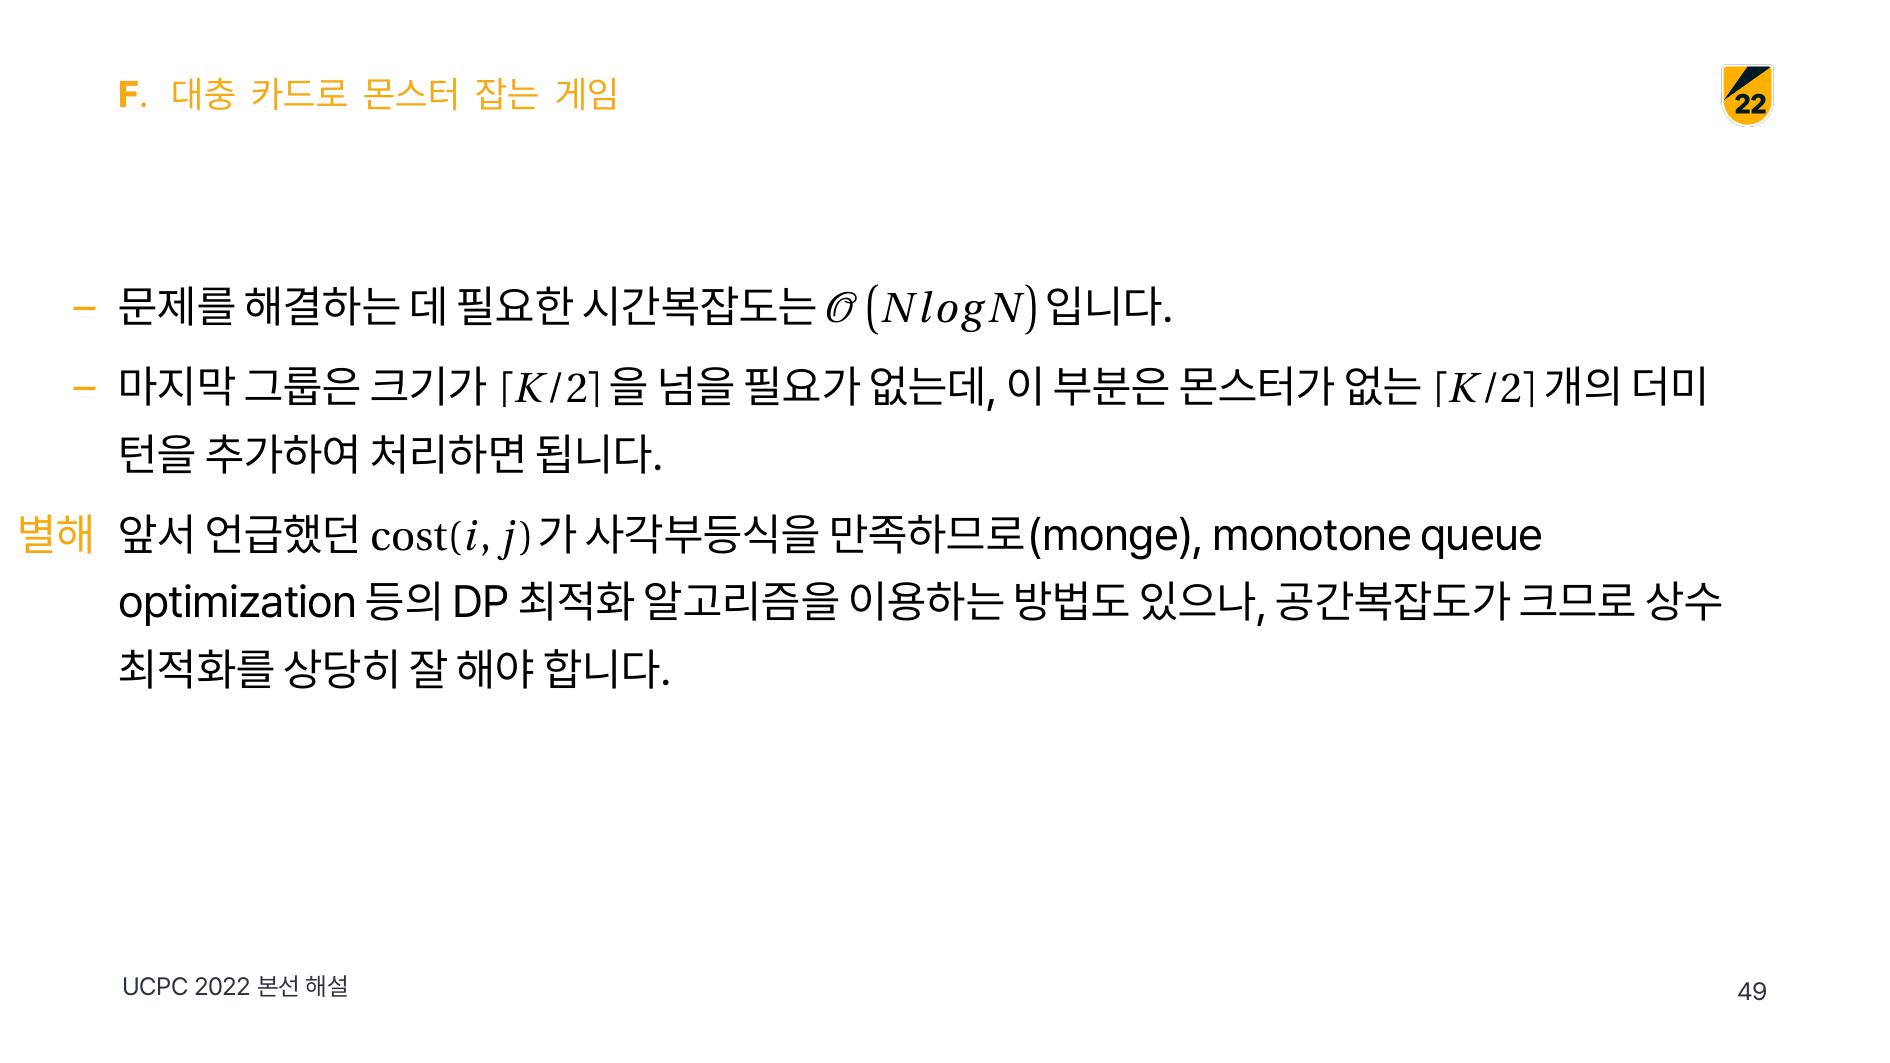 F. 대충 카드로 몬스터 잡는 게임
22
– 문제를 해결하는 데 필요한 시간복잡도는 𝒪(NlogN)입니다.
– 마지막 그룹은 크기가 ⌈K/2⌉을 넘을 필요가 없는데, 이 부분은 몬스터가 없는 ⌈K/2⌉개의 더미
턴을 추가하여 처리하면 됩니다.
별해 앞서 언급했던 cost(i, j)가 사각부등식을 만족하므로(monge), monotone queue
optimization 등의 DP 최적화 알고리즘을 이용하는 방법도 있으나, 공간복잡도가 크므로 상수
최적화를 상당히 잘 해야 합니다.
UCPC 2022 본선 해설
49